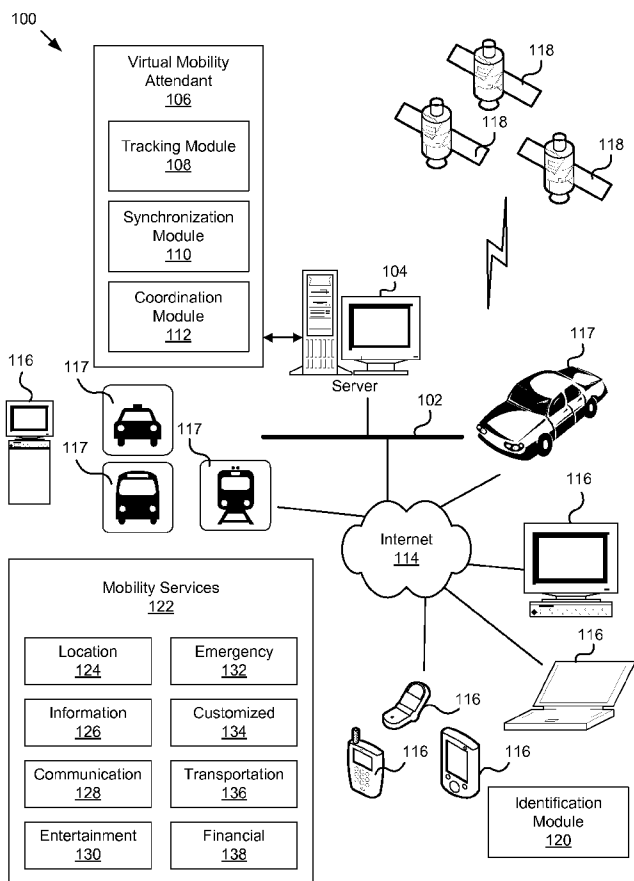 100
Virtual Mobility
Attendant
106
Tracking Module
108
Synchronization
Module
110
Coordination
Module
112
118
118
118
104
Server
102
117
116
117
117
117
Internet
114
116
116
116
116
116
Mobility Services
122
Location
124
Emergency
132
Information
126
Customized
134
Communication
128
Transportation
136
Entertainment
130
Financial
138
Identification
Module
120